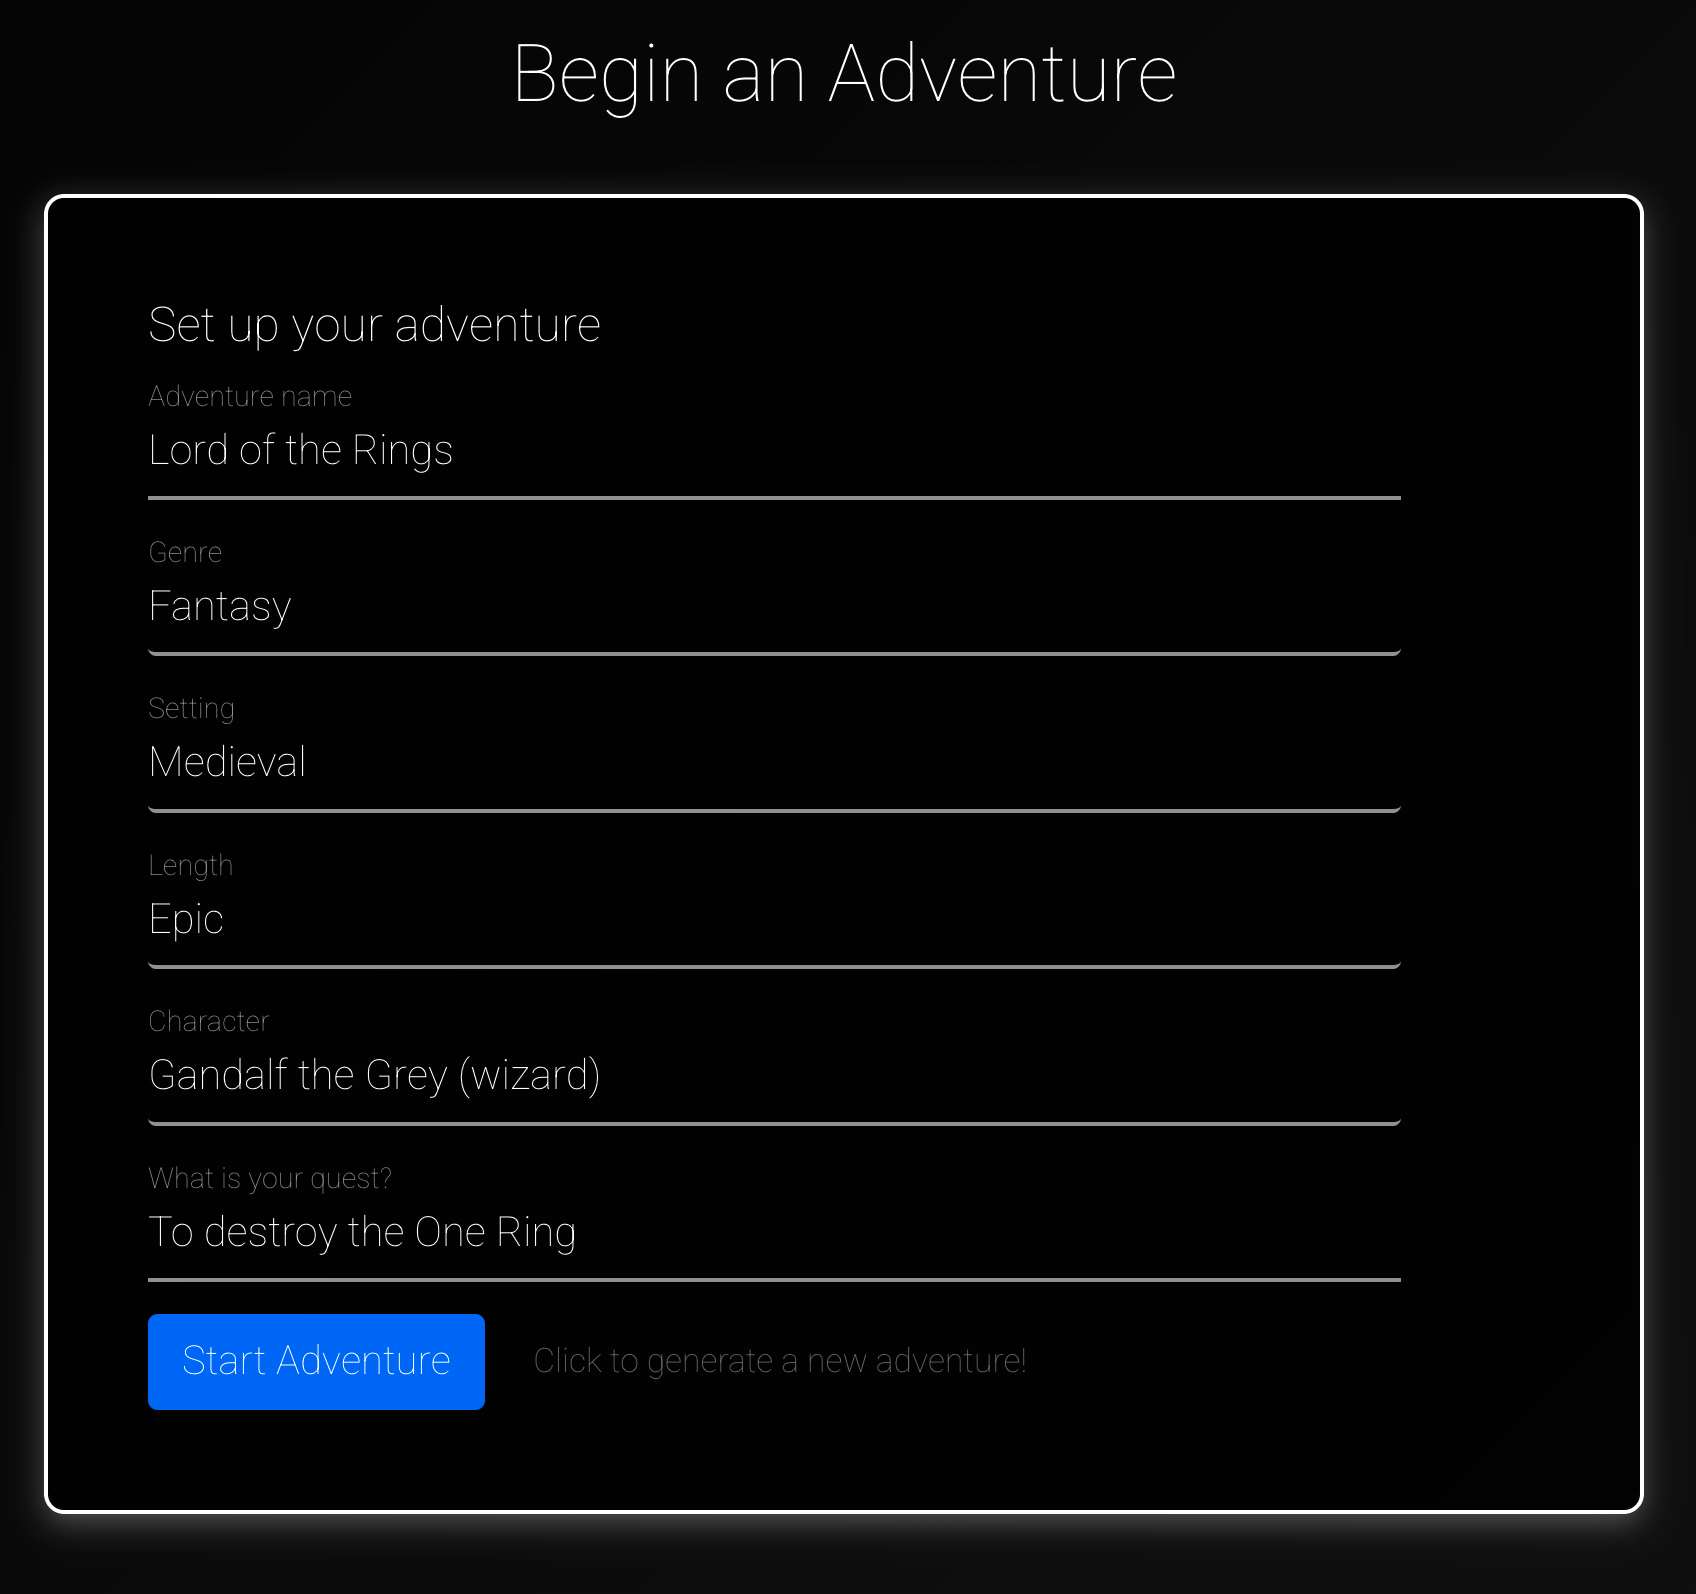 Begin an Adventure
Set up your adventure
Adventure name
Lord of the Rings
Genre
Fantasy
Setting
Medieval
Length
Epic
Character
Gandalf the Grey (wizard)
What is your quest?
To destroy the One Ring
Start Adventure
Click to generate a new adventure!